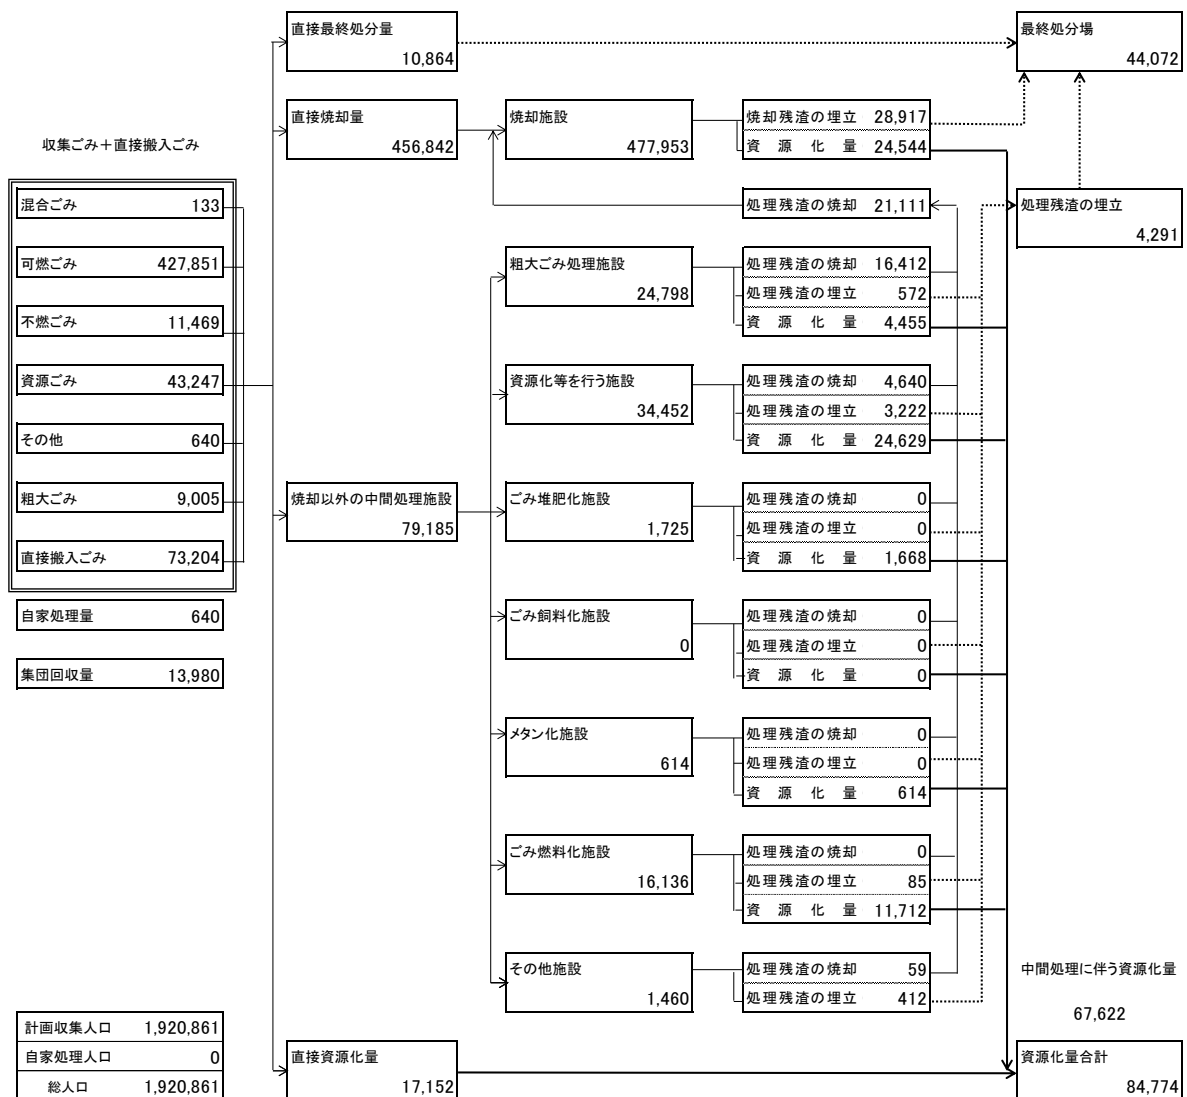 直接最終処分量
10,864
最終処分場
44,072
収集ごみ＋直接搬入ごみ
直接焼却量
456,842
焼却施設
477,953
焼却残渣の埋立 28,917
資源化量 24,544
混合ごみ 133
処理残渣の焼却 21,111
処理残渣の埋立
4,291
可燃ごみ 427,851
粗大ごみ処理施設
24,798
処理残渣の焼却 16,412
処理残渣の埋立 572
資源化量 4,455
不燃ごみ 11,469
資源ごみ 43,247
資源化等を行う施設
34,452
処理残渣の焼却 4,640
処理残渣の埋立 3,222
資源化量 24,629
その他 640
粗大ごみ 9,005
焼却以外の中間処理施設
79,185
ごみ堆肥化施設
1,725
処理残渣の焼却 0
処理残渣の埋立 0
資源化量 1,668
直接搬入ごみ 73,204
自家処理量 640
ごみ飼料化施設
0
処理残渣の焼却 0
処理残渣の埋立 0
資源化量 0
集団回収量 13,980
メタン化施設
614
処理残渣の焼却 0
処理残渣の埋立 0
資源化量 614
ごみ燃料化施設
16,136
処理残渣の焼却 0
処理残渣の埋立 85
資源化量 11,712
その他施設
1,460
処理残渣の焼却 59
処理残渣の埋立 412
中間処理に伴う資源化量
67,622
計画収集人口 1,920,861
自家処理人口 0
総人口 1,920,861
直接資源化量
17,152
資源化量合計
84,774